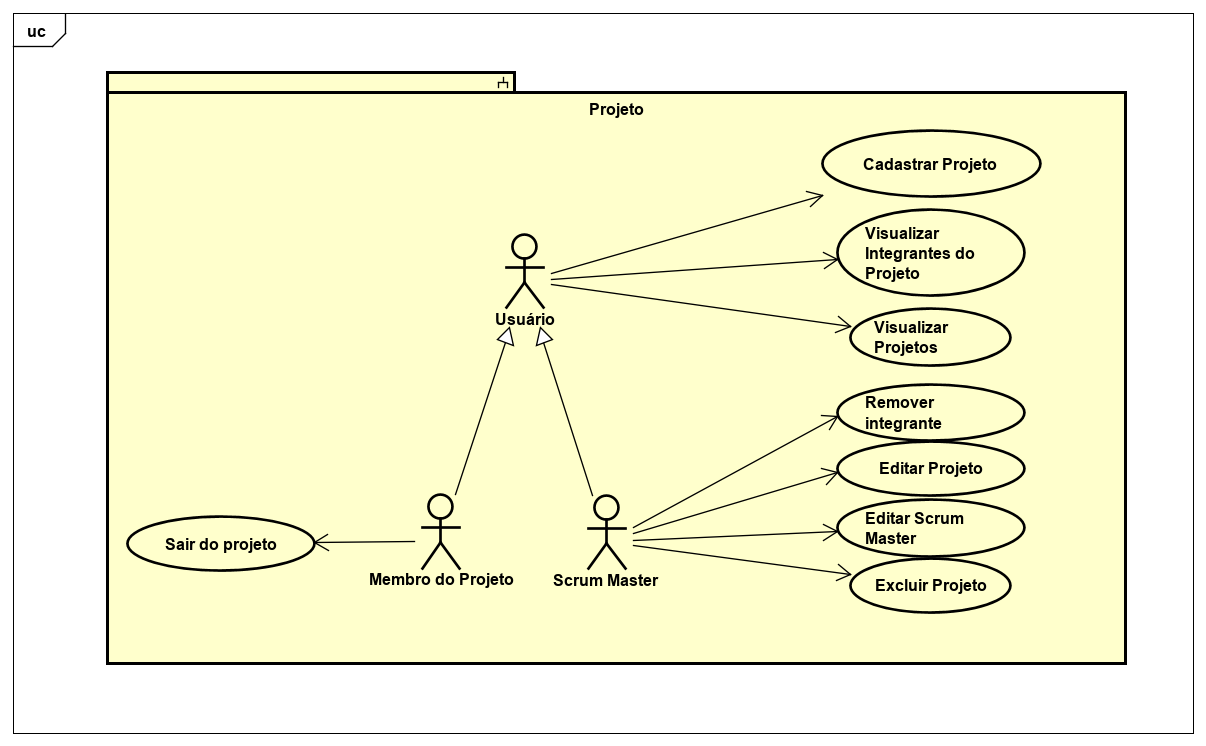 uc
Projeto
Cadastrar Projeto
Visualizar
Integrantes do
Projeto
Usuário
Visualizar
Projetos
Remover
integrante
Editar Projeto
Editar Scrum
Master
Sair do projeto
Membro do Projeto
Scrum Master
Excluir Projeto